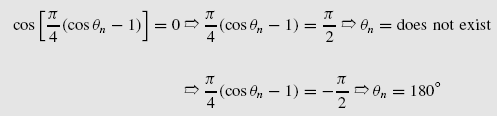 cos[π/4(cos θₙ − 1)] = 0 ⇒ π/4(cos θₙ − 1) = π/2 ⇒ θₙ = does not exist
⇒ π/4(cos θₙ − 1) = −π/2 ⇒ θₙ = 180°